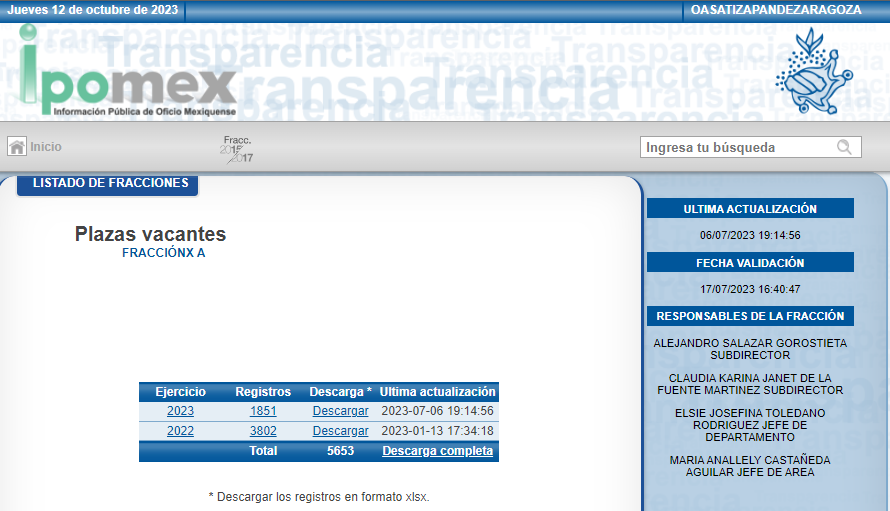 Jueves 12 de octubre de 2023
OASATIZAPANDEZARAGOZA
Transparencia
Transparencia
Transparencia
Transparencia
Transparencia
ipomex
Información Pública de Oficio Mexiquense
Inicio
Fracc.
2015
2017
Ingresa tu búsqueda
LISTADO DE FRACCIONES
Plazas vacantes
FRACCIÓNX A
Ejercicio Registros Descarga * Ultima actualización
2023 1851 Descargar 2023-07-06 19:14:56
2022 3802 Descargar 2023-01-13 17:34:18
Total 5653 Descarga completa
* Descargar los registros en formato xlsx.
ULTIMA ACTUALIZACIÓN
06/07/2023 19:14:56
FECHA VALIDACIÓN
17/07/2023 16:40:47
RESPONSABLES DE LA FRACCIÓN
ALEJANDRO SALAZAR GOROSTIETA
SUBDIRECTOR
CLAUDIA KARINA JANET DE LA
FUENTE MARTINEZ SUBDIRECTOR
ELSIE JOSEFINA TOLEDANO
RODRIGUEZ JEFE DE
DEPARTAMENTO
MARIA ANALLELY CASTAÑEDA
AGUILAR JEFE DE AREA